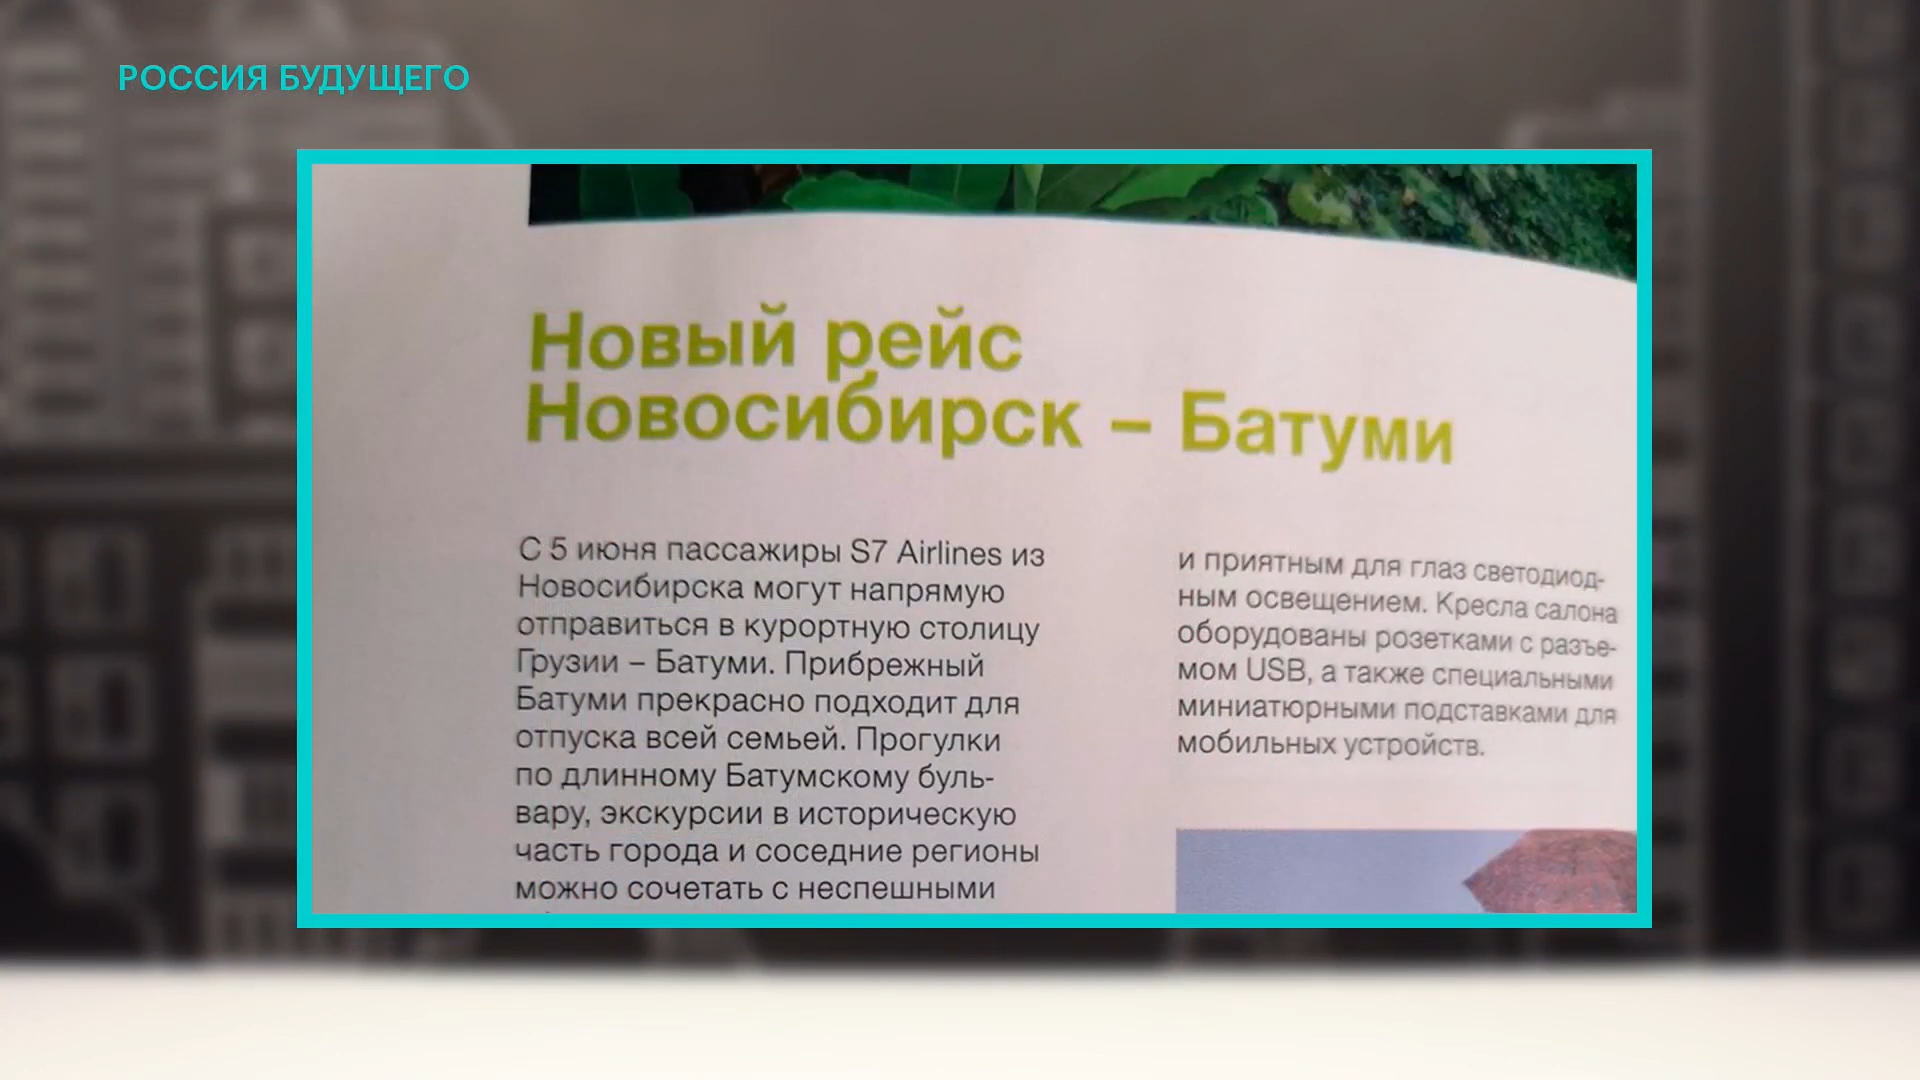 РОССИЯ БУДУЩЕГО
Новый рейс
Новосибирск – Батуми
С 5 июня пассажиры S7 Airlines из
Новосибирска могут напрямую
отправиться в курортную столицу
Грузии – Батуми. Прибрежный
Батуми прекрасно подходит для
отпуска всей семьей. Прогулки
по длинному Батумскому буль-
вару, экскурсии в историческую
часть города и соседние регионы
можно сочетать с неспешными
и приятным для глаз светодиод-
ным освещением. Кресла салона
оборудованы розетками с разъе-
мом USB, а также специальными
миниатюрными подставками для
мобильных устройств.